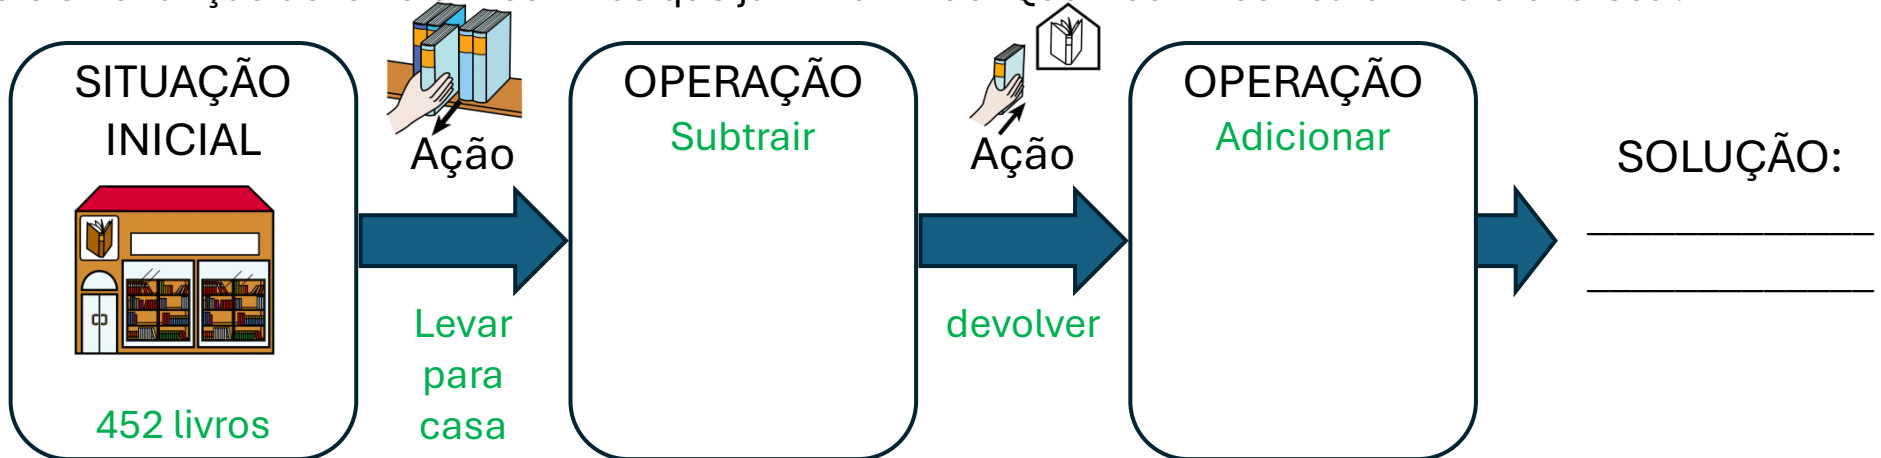 SITUAÇÃO
INICIAL
452 livros
Ação
Levar
para
casa
OPERAÇÃO
Subtrair
Ação
devolver
OPERAÇÃO
Adicionar
SOLUÇÃO: